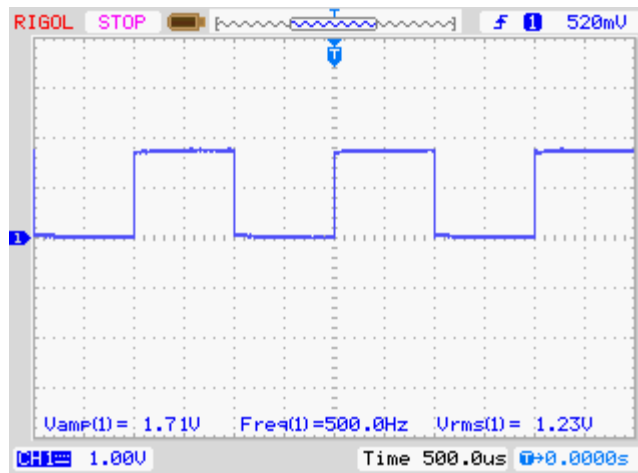 RIGOL STOP T 1 520mV
T
1
Vamp(1)= 1.71V Freq(1)=500.0Hz Vrms(1)= 1.23V
CH1 1.00V Time 500.0us T→0.0000s